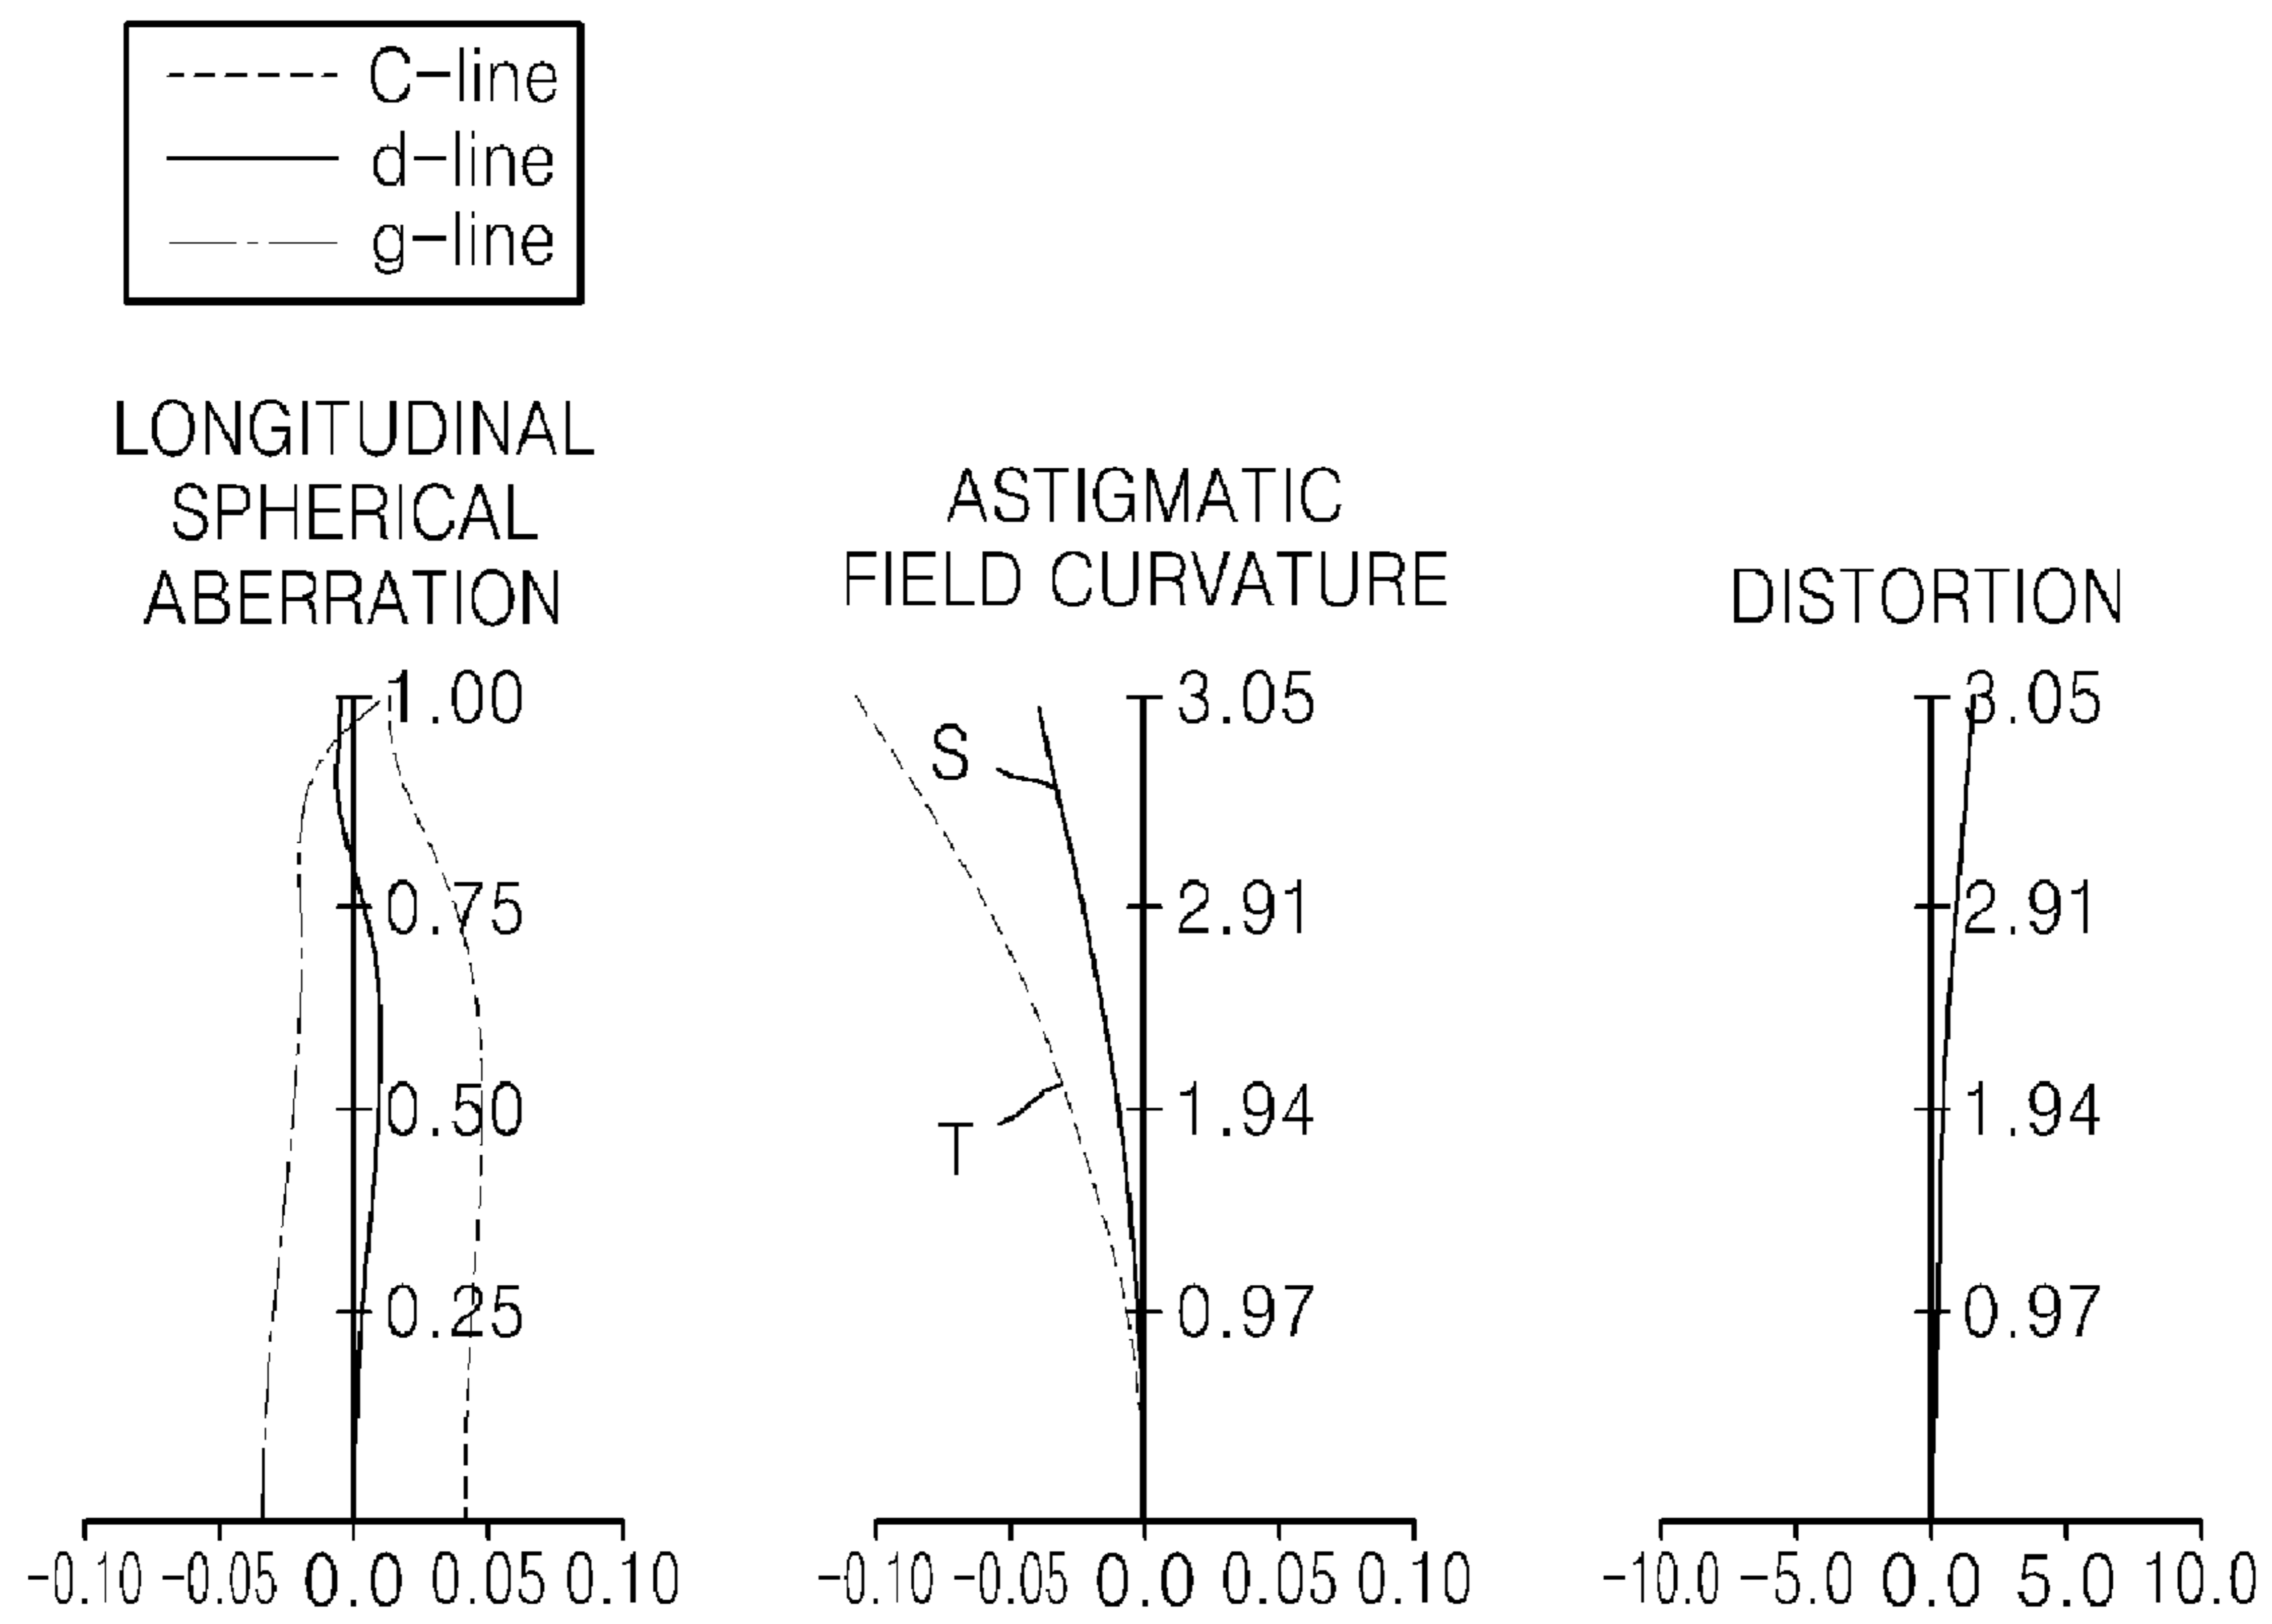 C-line
d-line
g-line
LONGITUDINAL
SPHERICAL
ABERRATION
1.00
0.75
0.50
0.25
-0.10 -0.05 0.0 0.05 0.10
ASTIGMATIC
FIELD CURVATURE
3.05
S
2.91
1.94
T
0.97
-0.10 -0.05 0.0 0.05 0.10
DISTORTION
3.05
2.91
1.94
0.97
-10.0 -5.0 0.0 5.0 10.0